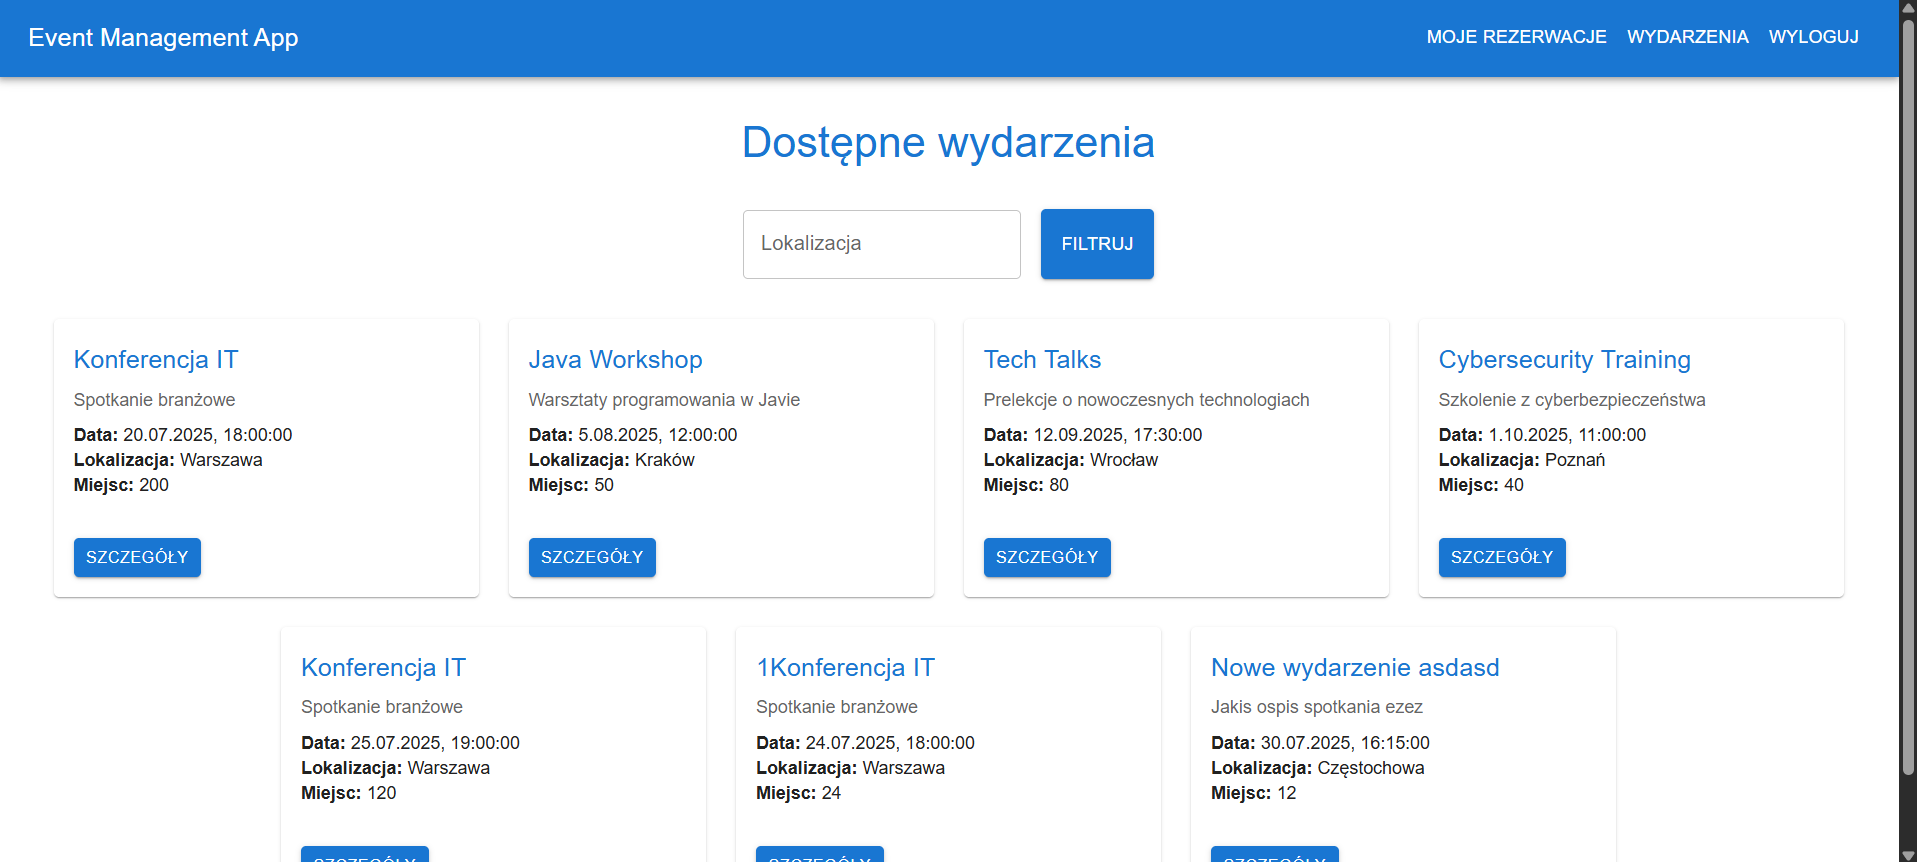 Event Management App
MOJE REZERWACJE WYDARZENIA WYLOGUJ
Dostępne wydarzenia
Lokalizacja
FILTRUJ
Konferencja IT
Spotkanie branżowe
Data: 20.07.2025, 18:00:00
Lokalizacja: Warszawa
Miejsc: 200
SZCZEGÓŁY
Java Workshop
Warsztaty programowania w Javie
Data: 5.08.2025, 12:00:00
Lokalizacja: Kraków
Miejsc: 50
SZCZEGÓŁY
Tech Talks
Prelekcje o nowoczesnych technologiach
Data: 12.09.2025, 17:30:00
Lokalizacja: Wrocław
Miejsc: 80
SZCZEGÓŁY
Cybersecurity Training
Szkolenie z cyberbezpieczeństwa
Data: 1.10.2025, 11:00:00
Lokalizacja: Poznań
Miejsc: 40
SZCZEGÓŁY
Konferencja IT
Spotkanie branżowe
Data: 25.07.2025, 19:00:00
Lokalizacja: Warszawa
Miejsc: 120
SZCZEGÓŁY
1Konferencja IT
Spotkanie branżowe
Data: 24.07.2025, 18:00:00
Lokalizacja: Warszawa
Miejsc: 24
SZCZEGÓŁY
Nowe wydarzenie asdasd
Jakis ospis spotkania ezez
Data: 30.07.2025, 16:15:00
Lokalizacja: Częstochowa
Miejsc: 12
SZCZEGÓŁY